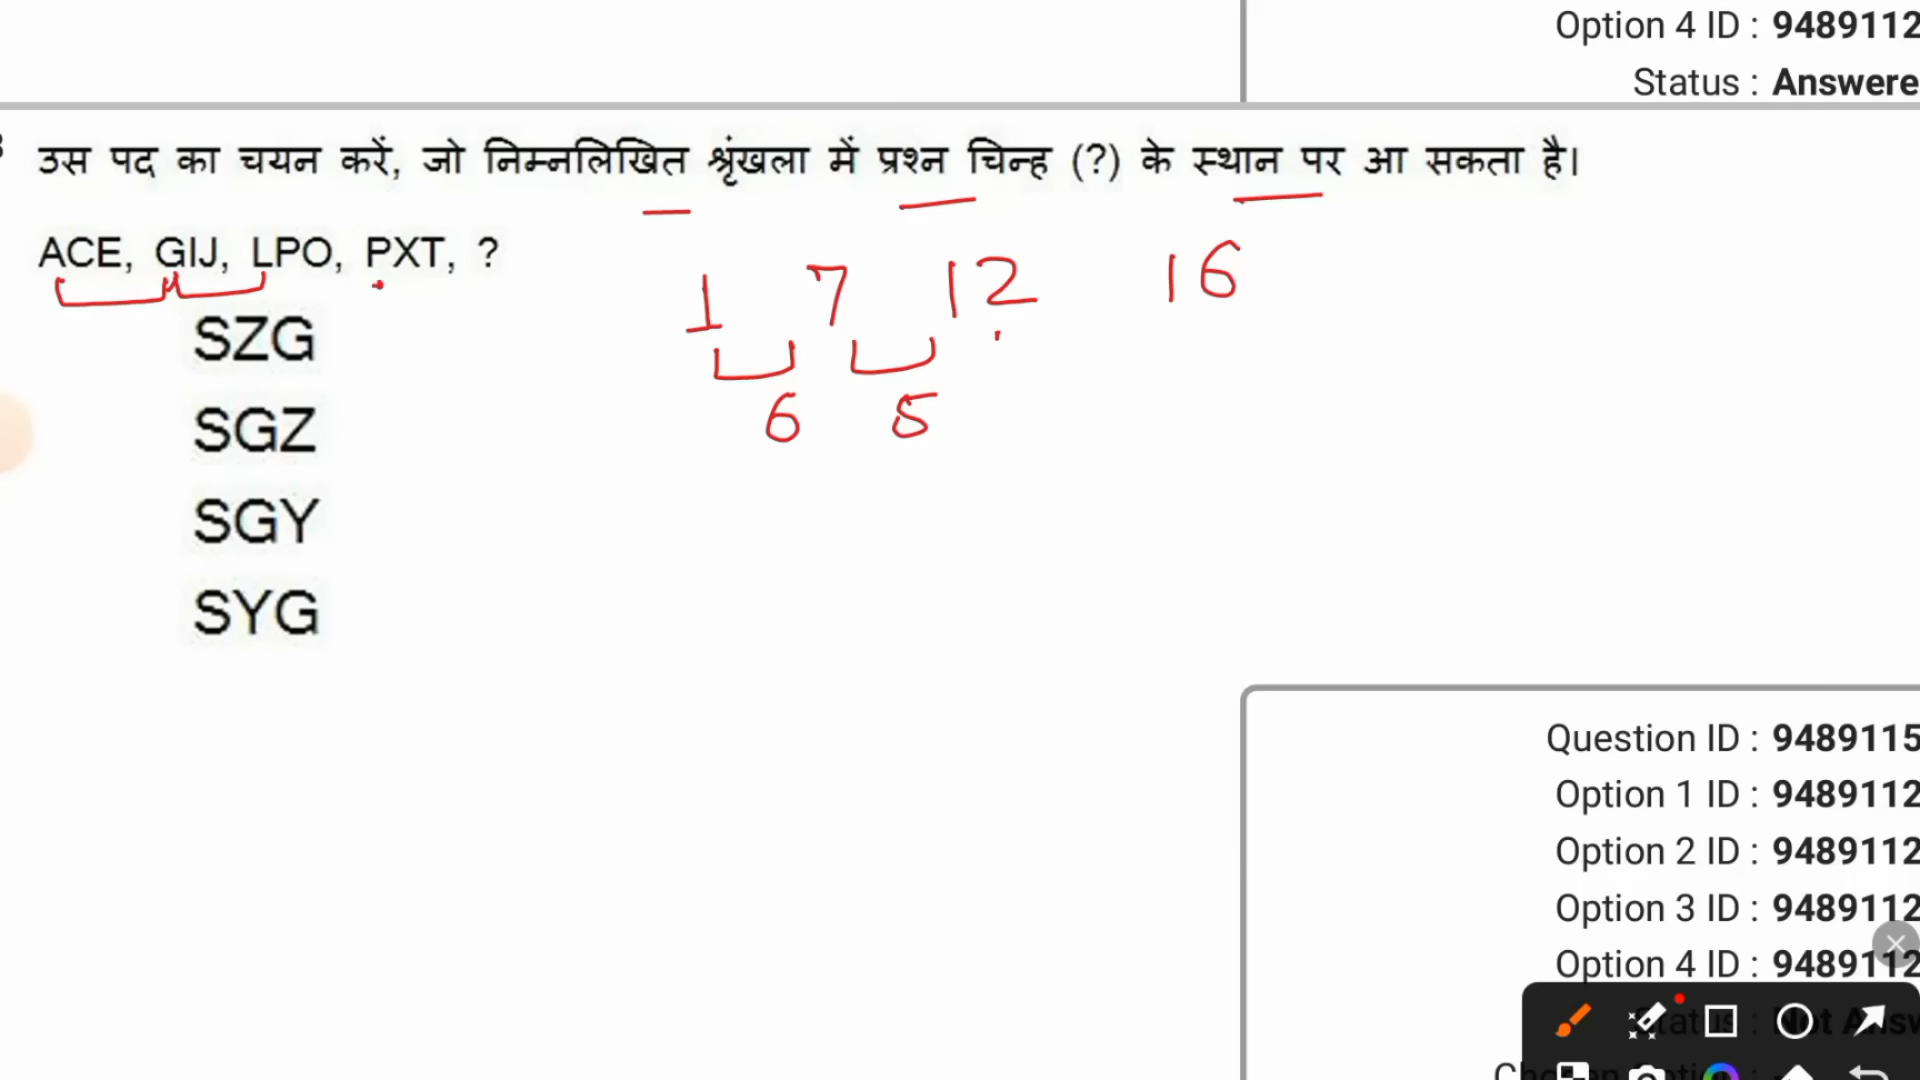 Option 4 ID : 9489112
Status : Answere
उस पद का चयन करें, जो निम्नलिखित श्रृंखला में प्रश्न चिन्ह (?) के स्थान पर आ सकता है।
ACE, GIJ, LPO, PXT, ?
1 7 12 16
6 5
SZG
SGZ
SGY
SYG
Question ID : 9489115
Option 1 ID : 9489112
Option 2 ID : 9489112
Option 3 ID : 9489112
Option 4 ID : 9489112